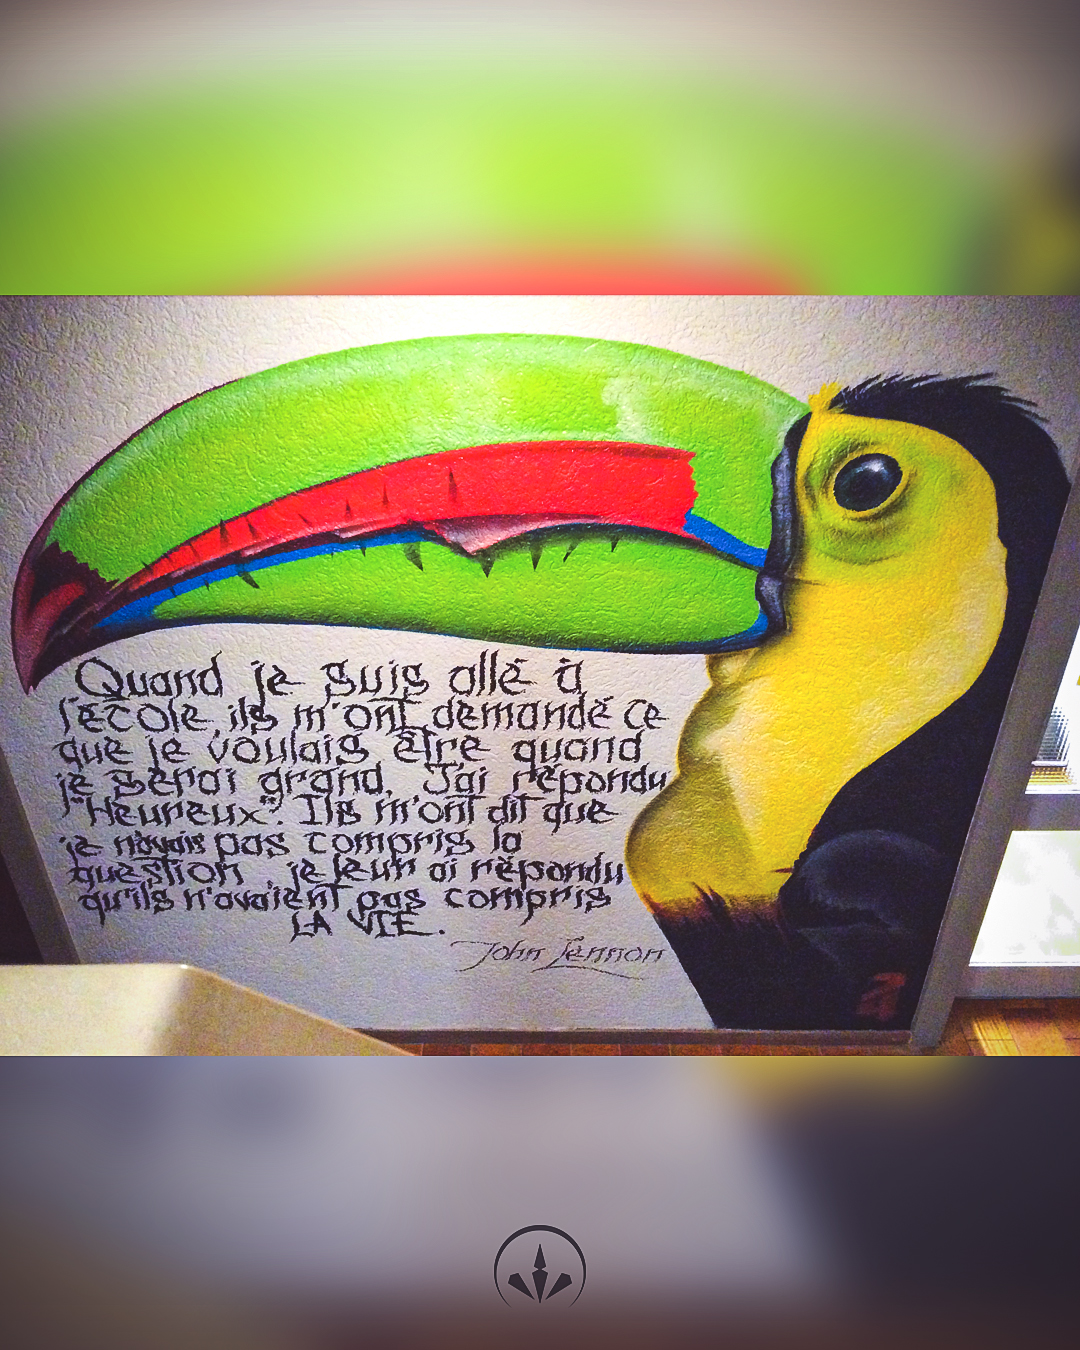 Quand je suis allé à
l'école, ils m'ont demandé ce
que je voulais être quand
je serai grand. J'ai répondu
"Heureux". Ils m'ont dit que
je n'avais pas compris la
question, je leur ai répondu
qu'ils n'avaient pas compris
LA VIE.
John Lennon